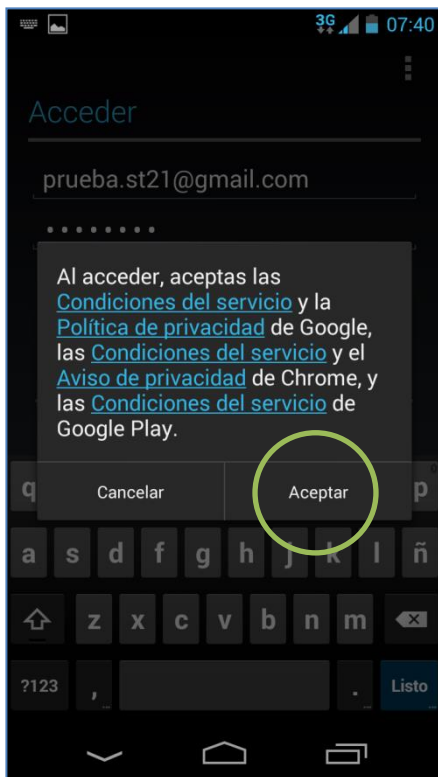 3G 07:40
Acceder
prueba.st21@gmail.com
Al acceder, aceptas las
Condiciones del servicio y la
Política de privacidad de Google,
las Condiciones del servicio y el
Aviso de privacidad de Chrome, y
las Condiciones del servicio de
Google Play.
Cancelar Aceptar
q p
a s d f g h j k l ñ
z x c v b n m
?123 , . Listo